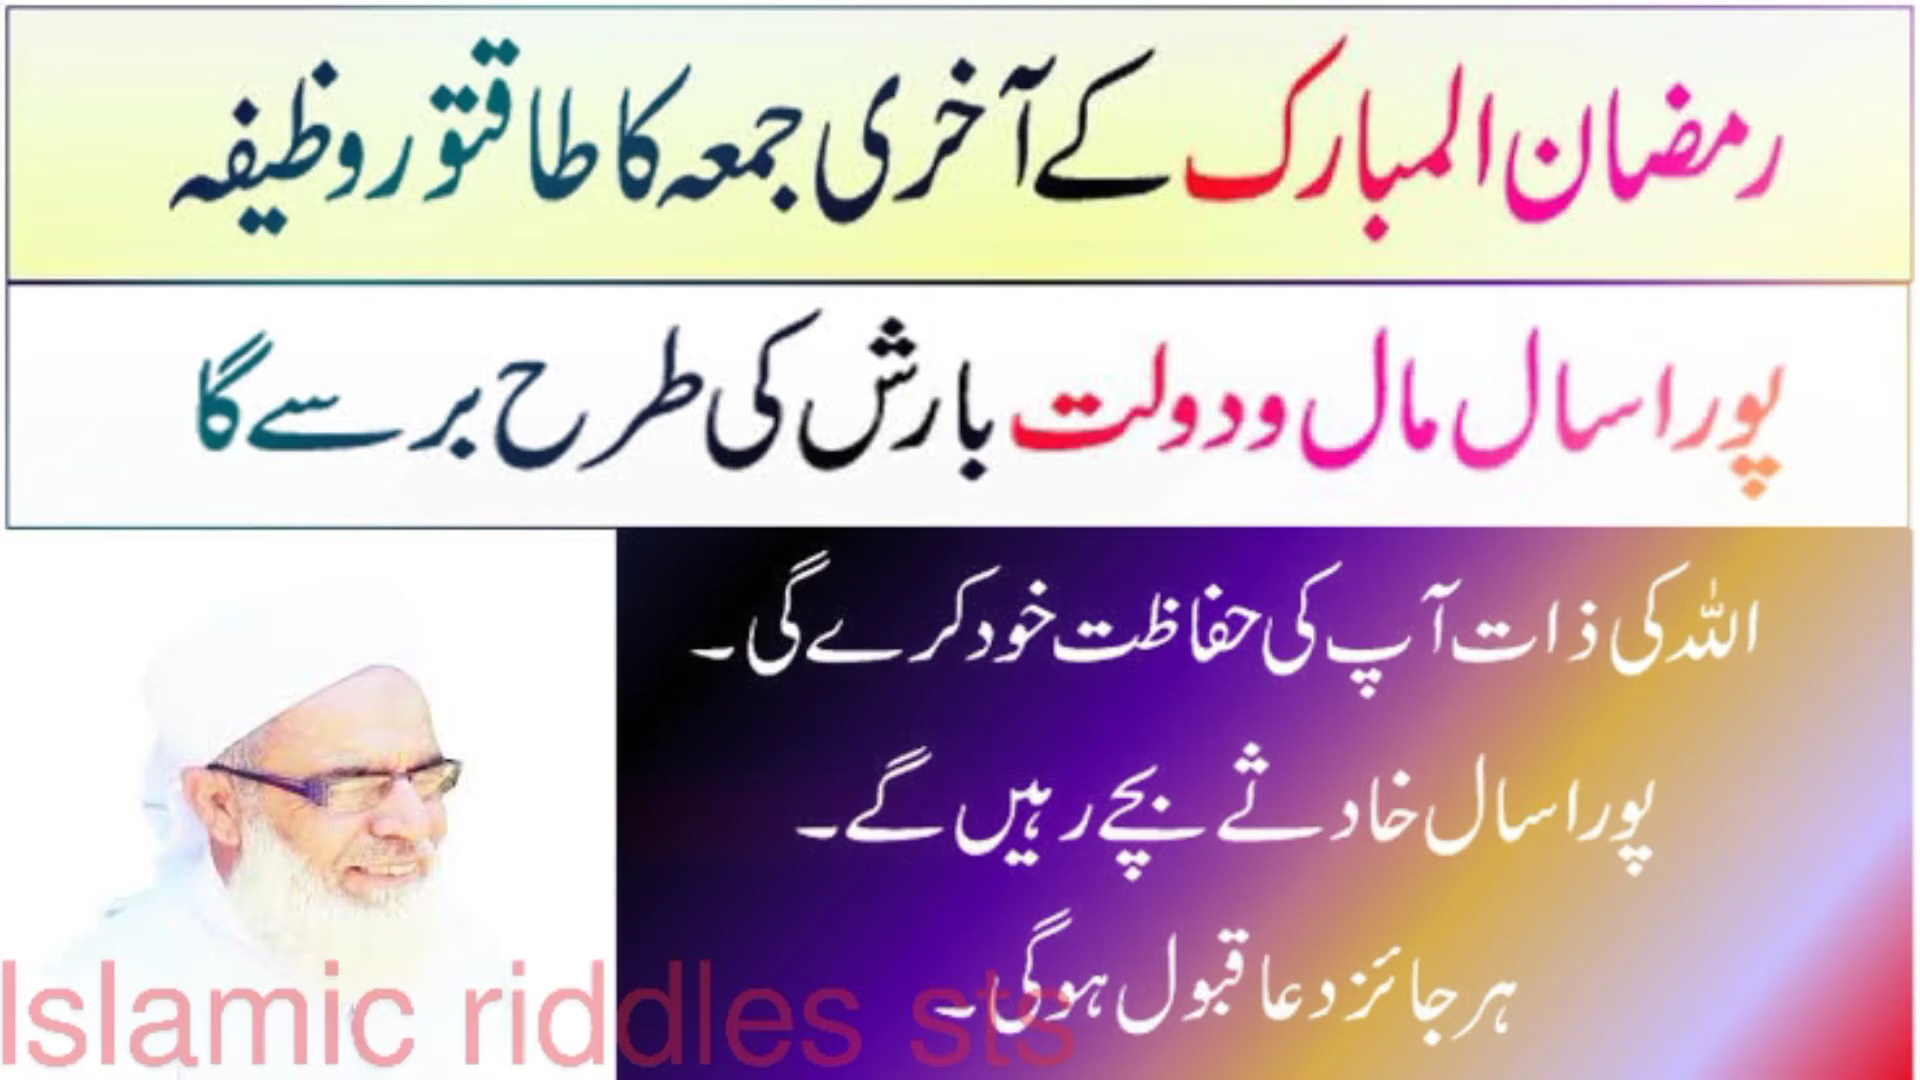 رمضان المبارک کے آخری جمعہ کا طاقتور وظیفہ
پورا سال مال و دولت بارش کی طرح برسے گا
اللہ کی ذات آپ کی حفاظت خود کرے گی۔
پورا سال خادثے بچے رہیں گے۔
ہر جائز دعا قبول ہوگی۔
Islamic riddles sts